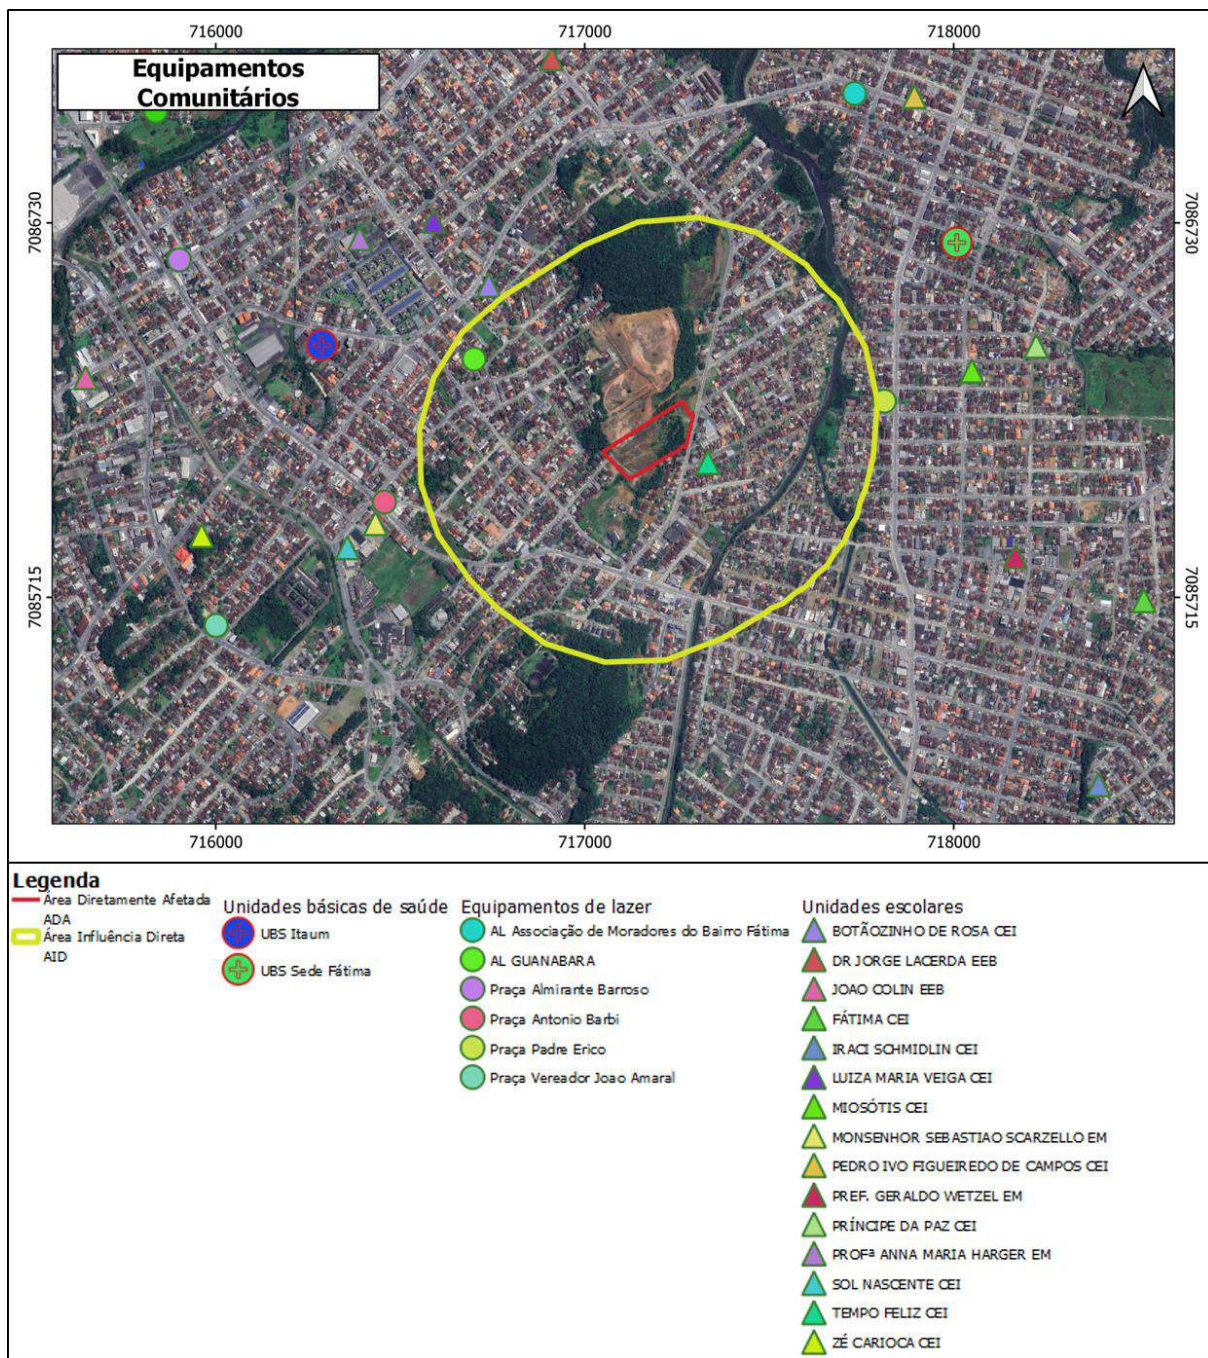 716000 717000 718000
Equipamentos
Comunitários
7086730
7086730
7085715
7085715
716000 717000 718000
Legenda
Área Diretamente Afetada
ADA
Área Influência Direta
AID
Unidades básicas de saúde
UBS Itaum
UBS Sede Fátima
Equipamentos de lazer
AL Associação de Moradores do Bairro Fátima
AL GUANABARA
Praça Almirante Barroso
Praça Antonio Barbi
Praça Padre Erico
Praça Vereador Joao Amaral
Unidades escolares
BOTÃOZINHO DE ROSA CEI
DR JORGE LACERDA EEB
JOAO COLIN EEB
FÁTIMA CEI
IRACI SCHMIDLIN CEI
LUIZA MARIA VEIGA CEI
MIOSÓTIS CEI
MONSENHOR SEBASTIAO SCARZELLO EM
PEDRO IVO FIGUEIREDO DE CAMPOS CEI
PREF. GERALDO WETZEL EM
PRÍNCIPE DA PAZ CEI
PROFª ANNA MARIA HARGER EM
SOL NASCENTE CEI
TEMPO FELIZ CEI
ZÉ CARIOCA CEI